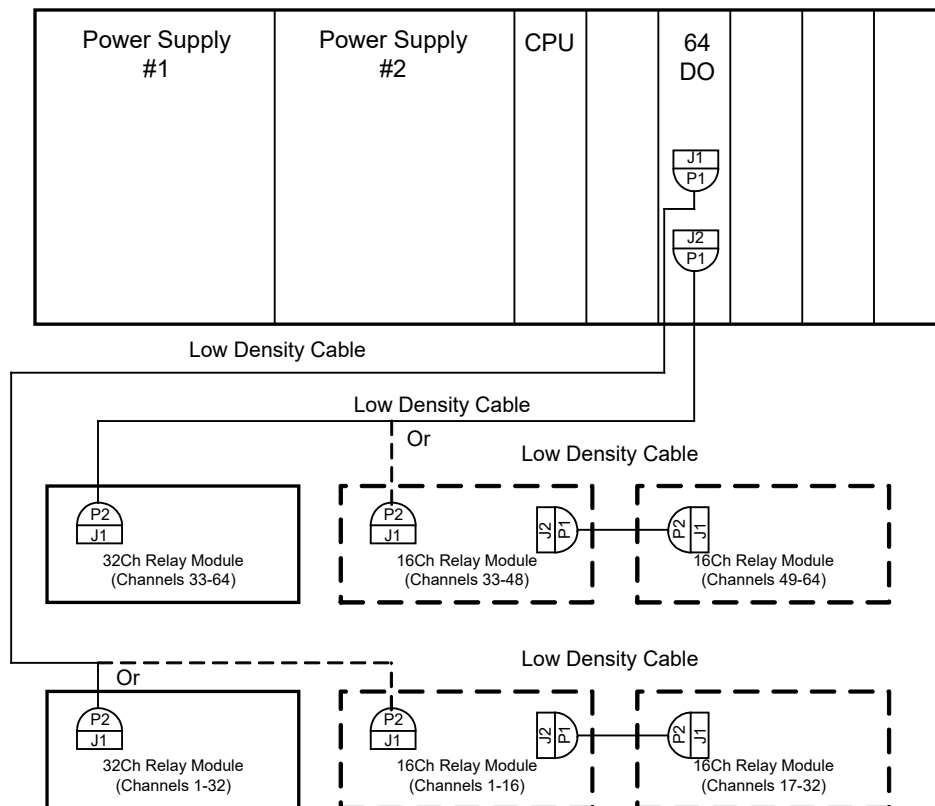 Power Supply
#1
Power Supply
#2
CPU
64
DO
J1
P1
J2
P1
Low Density Cable
Low Density Cable
Or
Low Density Cable
P2
J1
32Ch Relay Module
(Channels 33-64)
P2
J1
J2
P1
16Ch Relay Module
(Channels 33-48)
P2
J1
16Ch Relay Module
(Channels 49-64)
Low Density Cable
Or
P2
J1
32Ch Relay Module
(Channels 1-32)
P2
J1
J2
P1
16Ch Relay Module
(Channels 1-16)
P2
J1
16Ch Relay Module
(Channels 17-32)